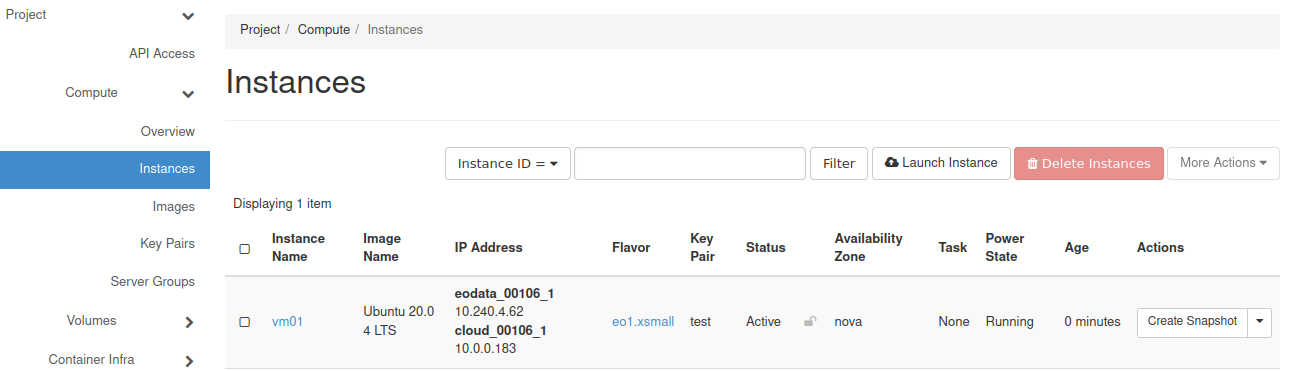 Project
API Access
Compute
Overview
Instances
Images
Key Pairs
Server Groups
Volumes
Container Infra
Project / Compute / Instances
Instances
Instance ID = Filter Launch Instance Delete Instances More Actions
Displaying 1 item
Instance Name Image Name IP Address Flavor Key Pair Status Availability Zone Task Power State Age Actions
vm01 Ubuntu 20.04 LTS eodata_00106_1 10.240.4.62 cloud_00106_1 10.0.0.183 eo1.xsmall test Active nova None Running 0 minutes Create Snapshot